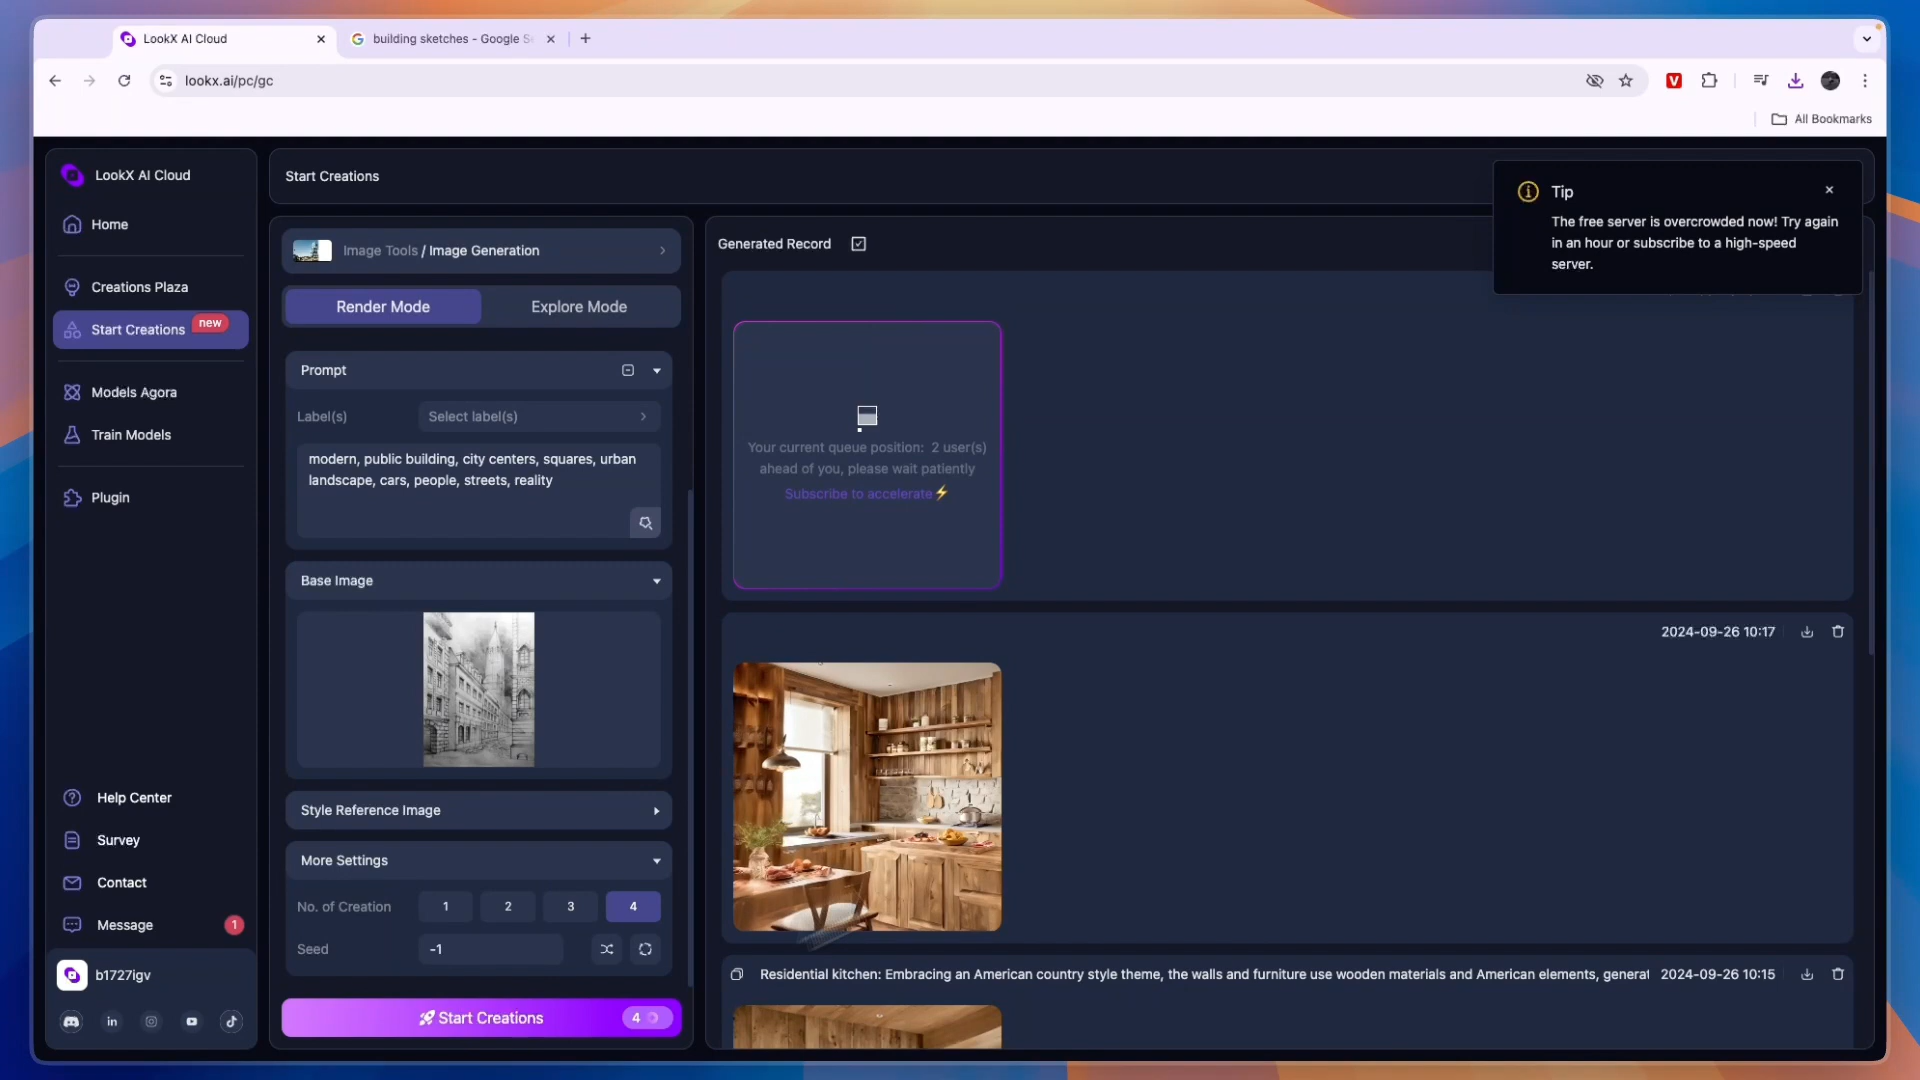 LookX AI Cloud
building sketches - Google Se
lookx.ai/pc/gc
V
All Bookmarks
LookX AI Cloud
Home
Creations Plaza
Start Creations
new
Models Agora
Train Models
Plugin
Help Center
Survey
Contact
Message
1
b1727igv
in
Start Creations
Image Tools / Image Generation
Render Mode
Explore Mode
Prompt
Label(s)
Select label(s)
modern, public building, city centers, squares, urban
landscape, cars, people, streets, reality
Base Image
Style Reference Image
More Settings
No. of Creation
1
2
3
4
Seed
-1
Start Creations
4
Generated Record
Tip
The free server is overcrowded now! Try again
in an hour or subscribe to a high-speed
server.
Your current queue position: 2 user(s)
ahead of you, please wait patiently
Subscribe to accelerate⚡
2024-09-26 10:17
Residential kitchen: Embracing an American country style theme, the walls and furniture use wooden materials and American elements, generat
2024-09-26 10:15